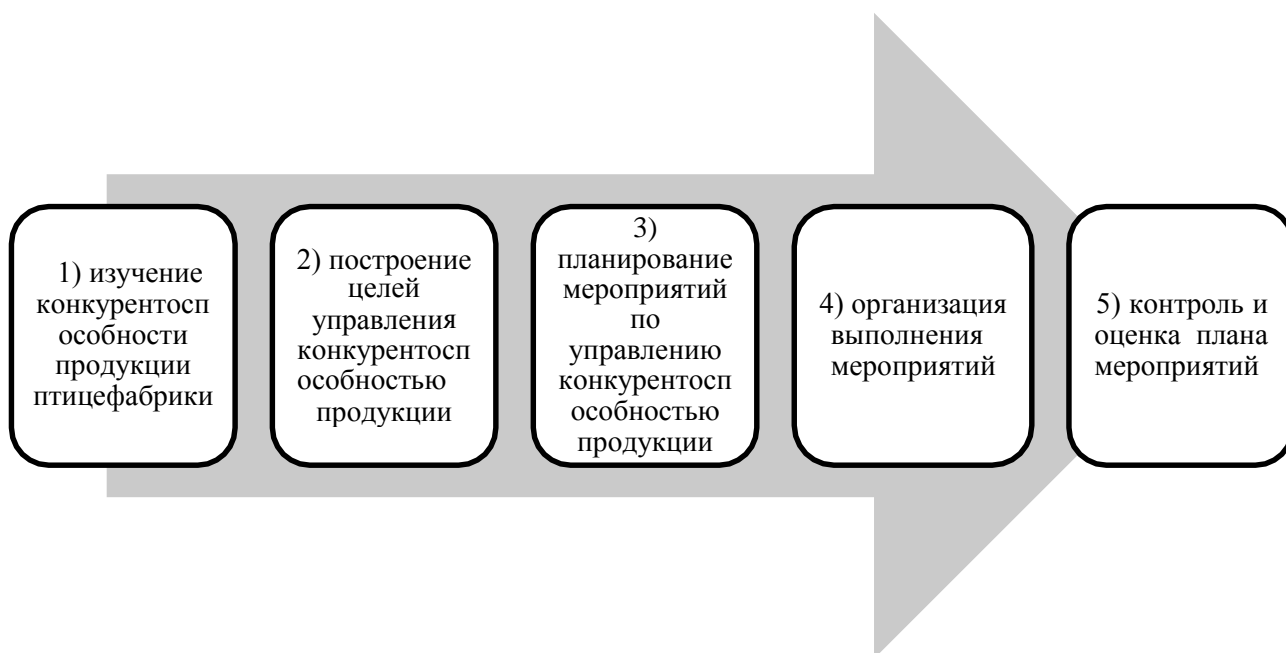 1) изучение
конкурентосп
особности
продукции
птицефабрики
2) построение
целей
управления
конкурентосп
особностью
продукции
3)
планирование
мероприятий
по
управлению
конкурентосп
особностью
продукции
4) организация
выполнения
мероприятий
5) контроль и
оценка плана
мероприятий